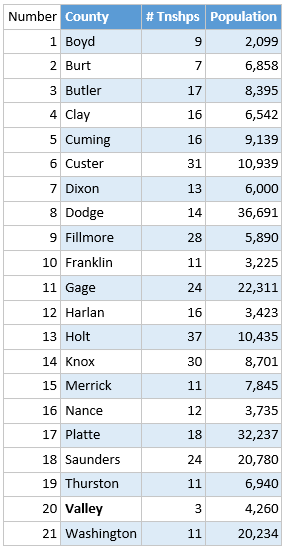 Number County # Tnshps Population
1 Boyd 9 2,099
2 Burt 7 6,858
3 Butler 17 8,395
4 Clay 16 6,542
5 Cuming 16 9,139
6 Custer 31 10,939
7 Dixon 13 6,000
8 Dodge 14 36,691
9 Fillmore 28 5,890
10 Franklin 11 3,225
11 Gage 24 22,311
12 Harlan 16 3,423
13 Holt 37 10,435
14 Knox 30 8,701
15 Merrick 11 7,845
16 Nance 12 3,735
17 Platte 18 32,237
18 Saunders 24 20,780
19 Thurston 11 6,940
20 Valley 3 4,260
21 Washington 11 20,234